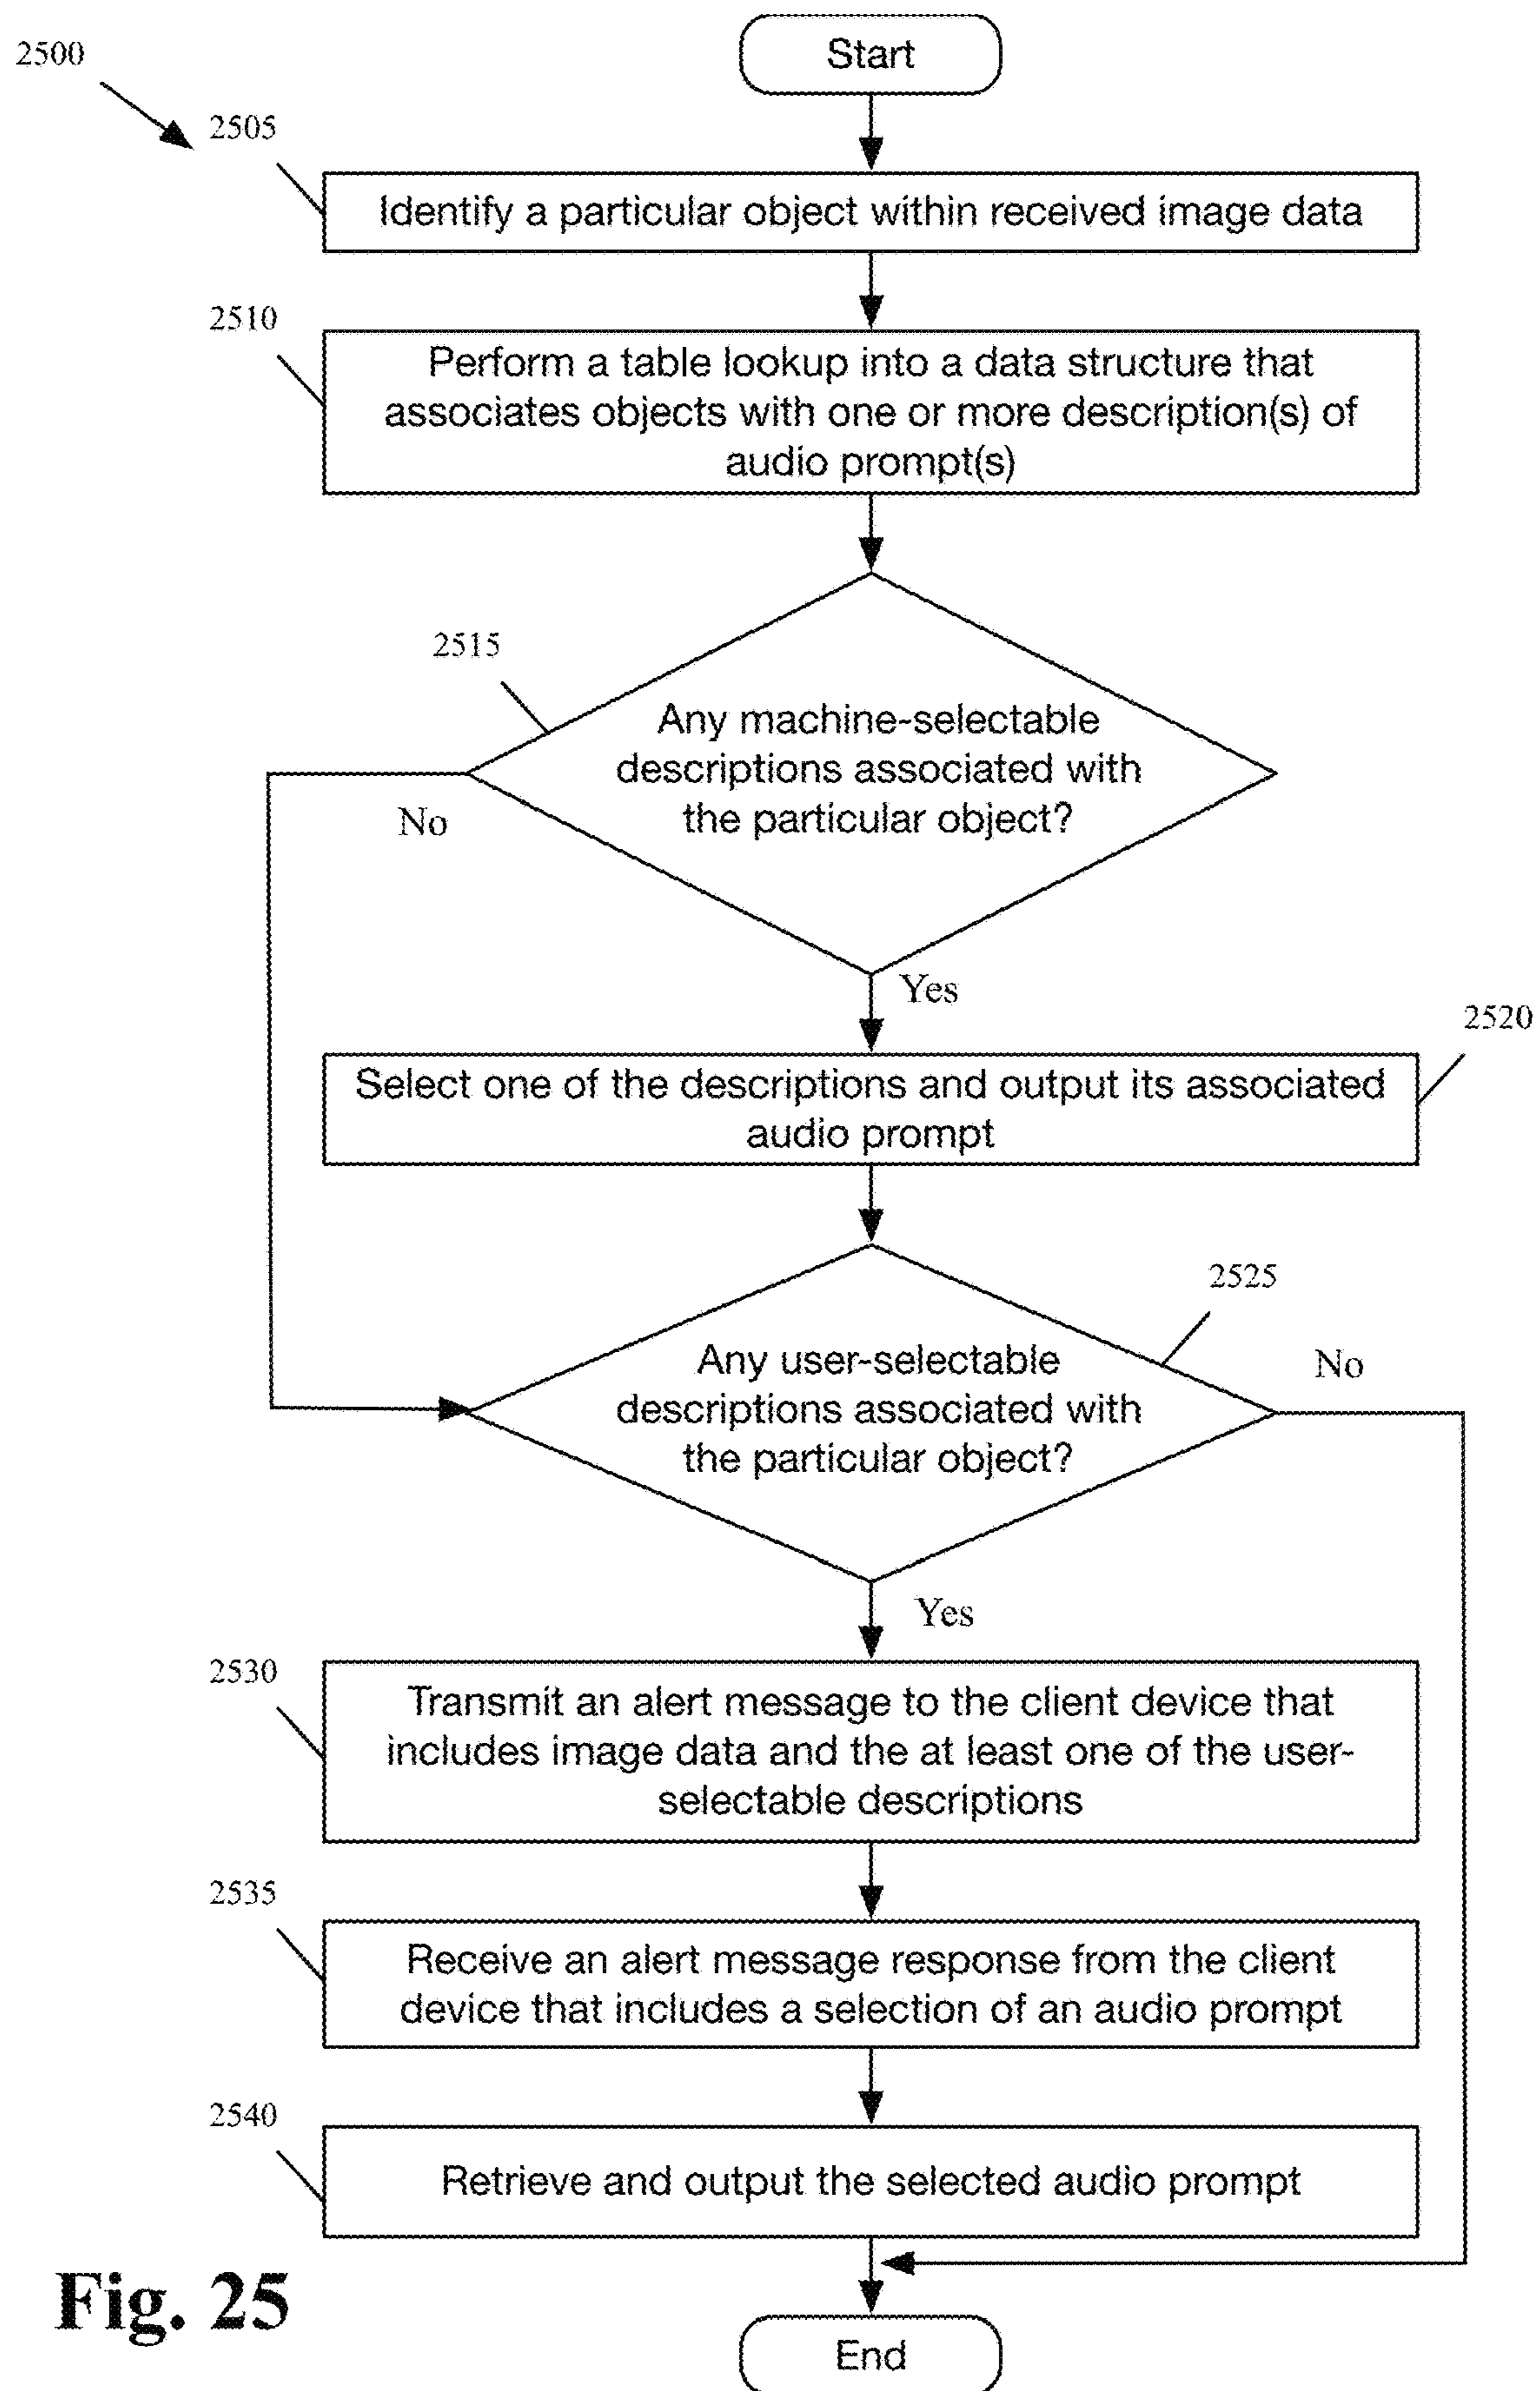 Start
2500
2505
Identify a particular object within received image data
2510
Perform a table lookup into a data structure that
associates objects with one or more description(s) of
audio prompt(s)
2515
Any machine-selectable
descriptions associated with
the particular object?
No
Yes
2520
Select one of the descriptions and output its associated
audio prompt
2525
Any user-selectable
descriptions associated with
the particular object?
No
Yes
2530
Transmit an alert message to the client device that
includes image data and the at least one of the user-
selectable descriptions
2535
Receive an alert message response from the client
device that includes a selection of an audio prompt
2540
Retrieve and output the selected audio prompt
Fig. 25
End